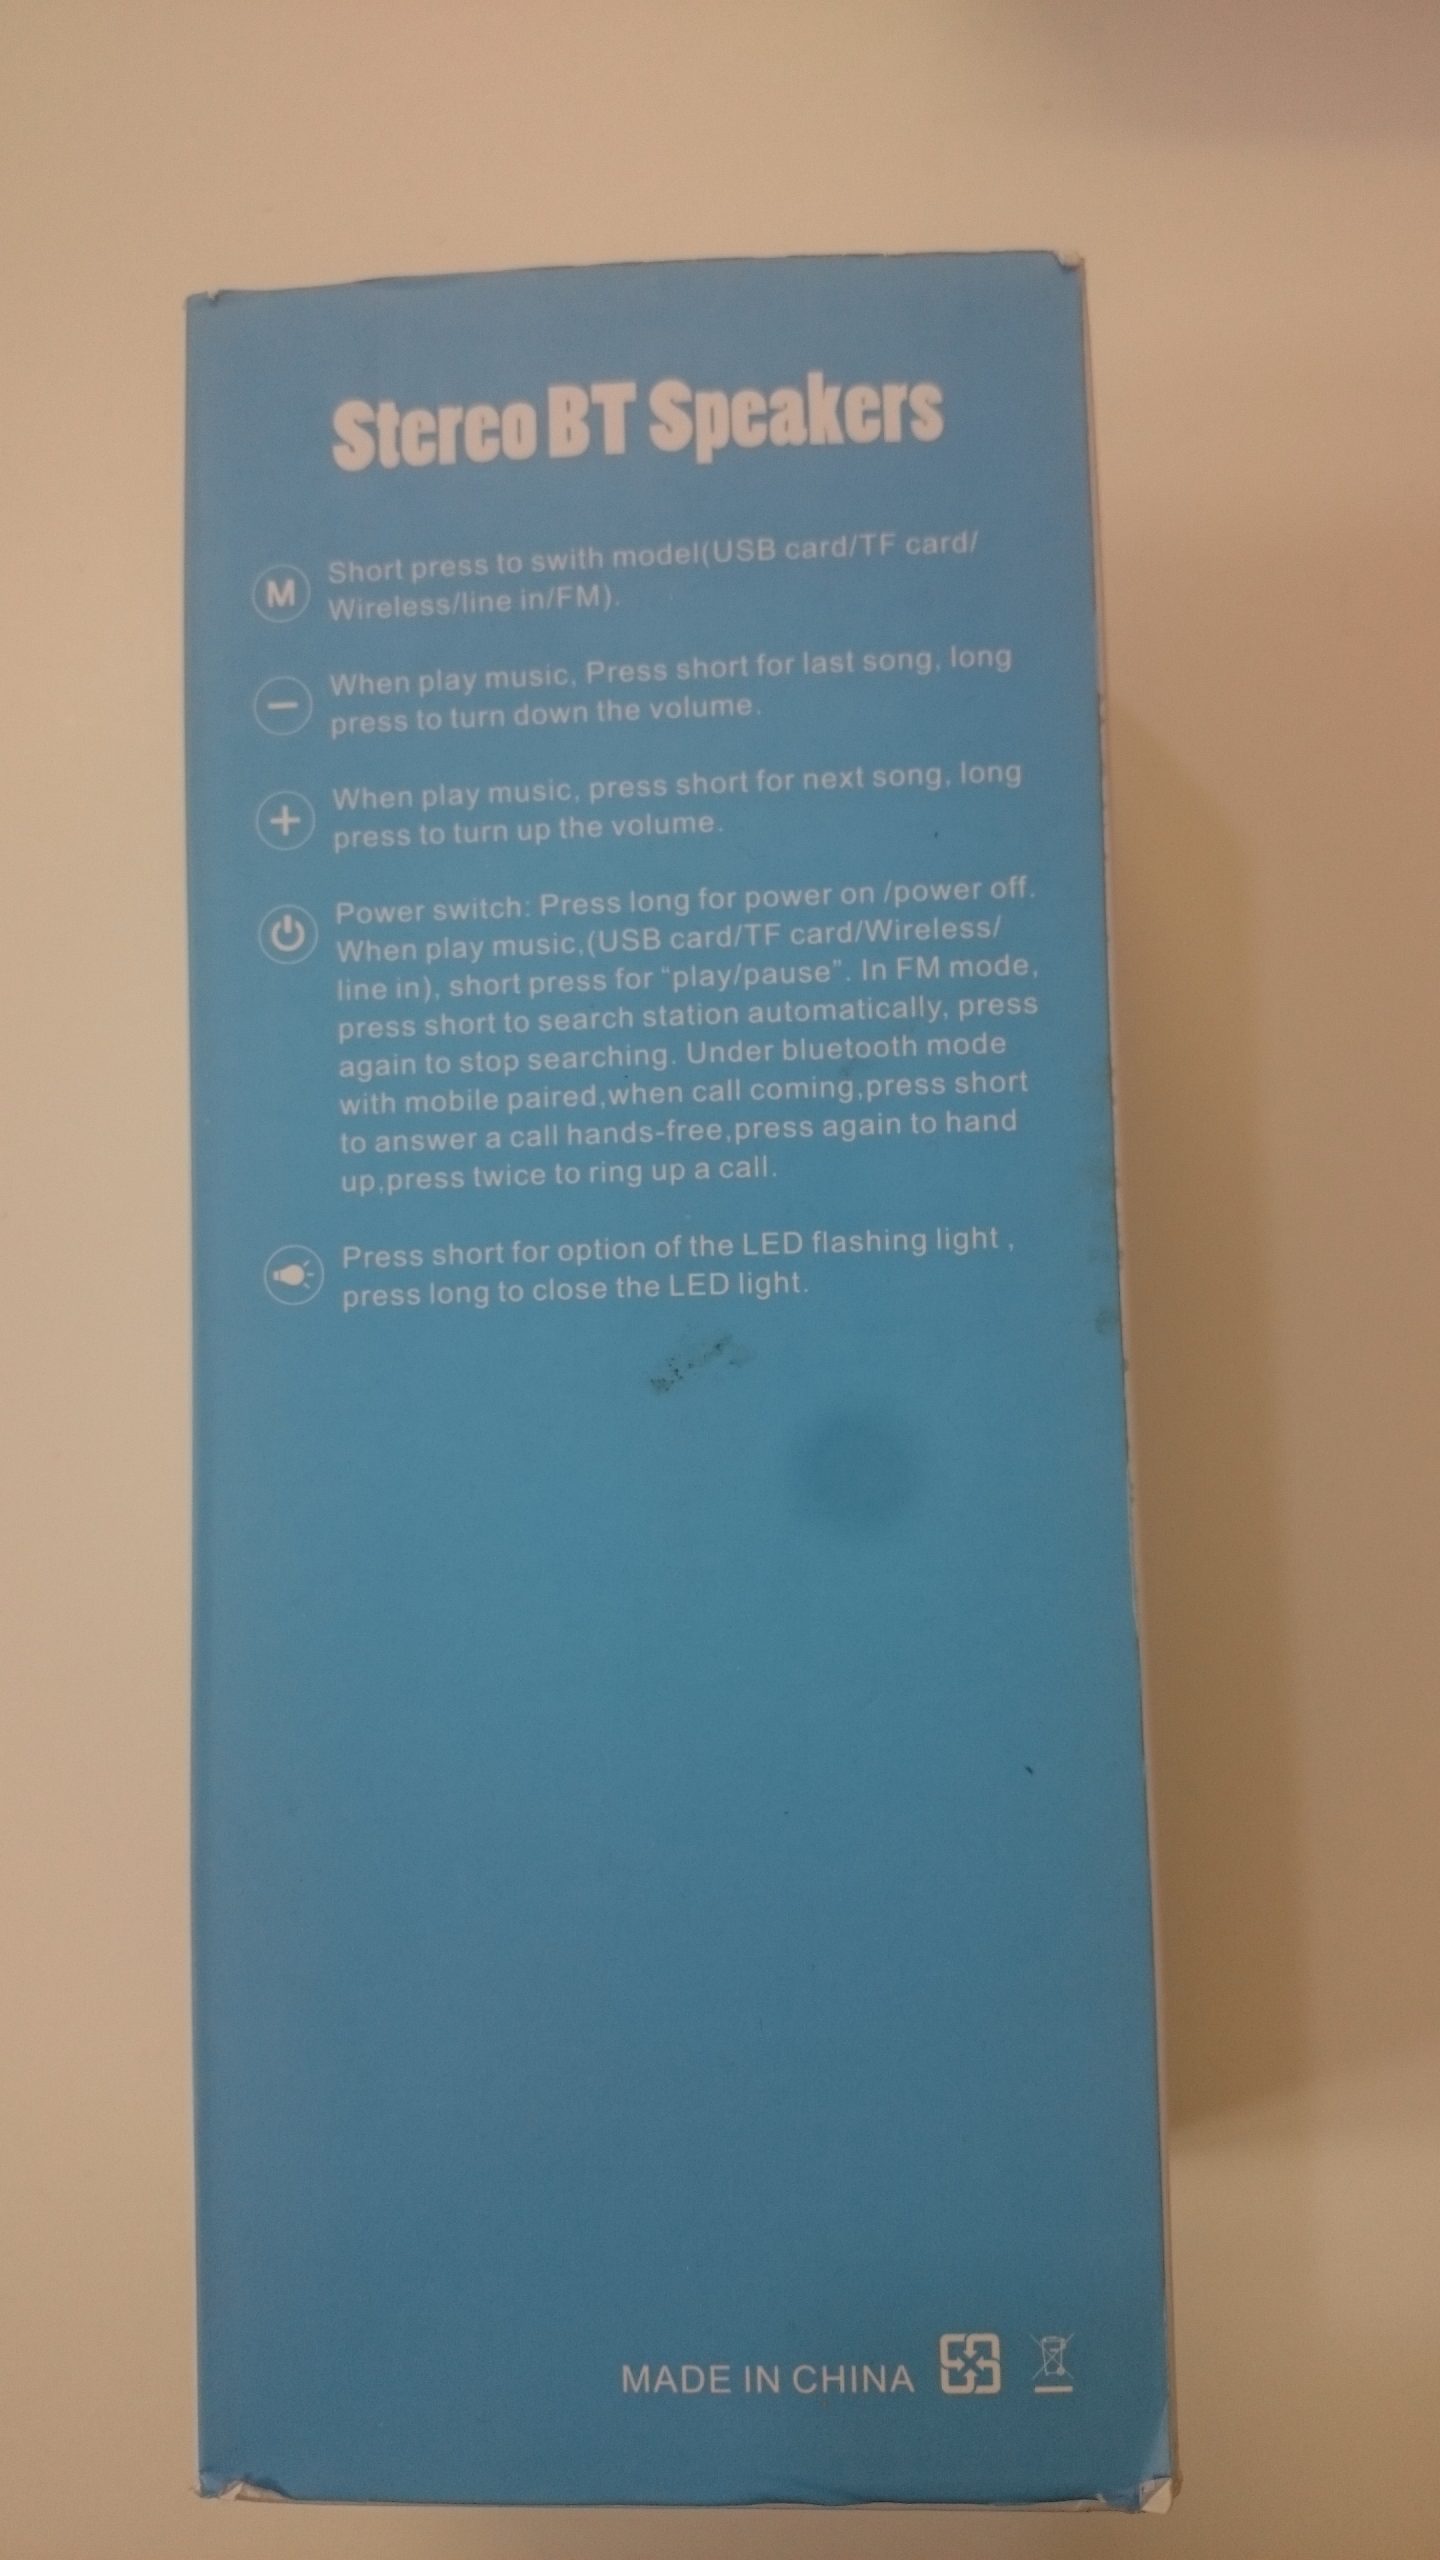 Stereo BT Speakers
M Short press to swith model(USB card/TF card/
Wireless/line in/FM).
When play music, Press short for last song, long
press to turn down the volume.
When play music, press short for next song, long
press to turn up the volume.
Power switch: Press long for power on /power off.
When play music,(USB card/TF card/Wireless/
line in), short press for “play/pause”. In FM mode,
press short to search station automatically, press
again to stop searching. Under bluetooth mode
with mobile paired,when call coming,press short
to answer a call hands-free,press again to hand
up,press twice to ring up a call.
Press short for option of the LED flashing light ,
press long to close the LED light.
MADE IN CHINA